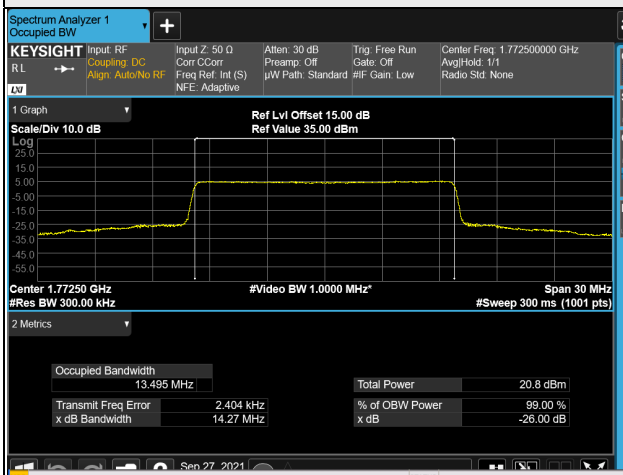 Spectrum Analyzer 1
Occupied BW
KEYSIGHT
R L
LXI
Input: RF
Coupling: DC
Align: Auto/No RF
Input Z: 50 Ω
Corr CCorr
Freq Ref: Int (S)
NFE: Adaptive
Atten: 30 dB
Preamp: Off
µW Path: Standard
Trig: Free Run
Gate: Off
#IF Gain: Low
Center Freq: 1.772500000 GHz
Avg|Hold: 1/1
Radio Std: None
1 Graph
Scale/Div 10.0 dB
Ref Lvl Offset 15.00 dB
Ref Value 35.00 dBm
Log
25.0
15.0
5.00
-5.00
-15.0
-25.0
-35.0
-45.0
-55.0
Center 1.77250 GHz
#Video BW 1.0000 MHz*
Span 30 MHz
#Res BW 300.00 kHz
#Sweep 300 ms (1001 pts)
2 Metrics
Occupied Bandwidth
13.495 MHz
Total Power 20.8 dBm
Transmit Freq Error 2.404 kHz
% of OBW Power 99.00 %
x dB Bandwidth 14.27 MHz
x dB -26.00 dB
Sep 27, 2021